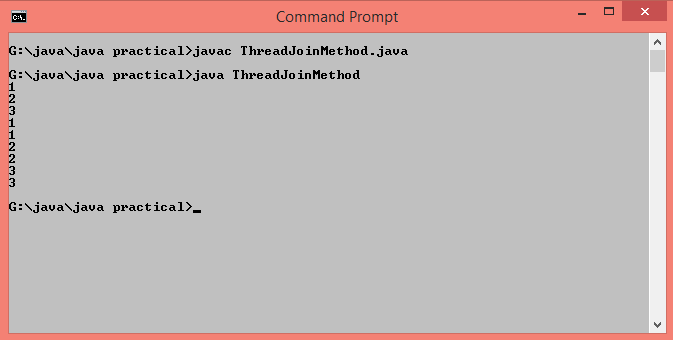 Command Prompt
G:\java\java practical>javac ThreadJoinMethod.java
G:\java\java practical>java ThreadJoinMethod
1
2
3
1
1
2
2
3
3
G:\java\java practical>_